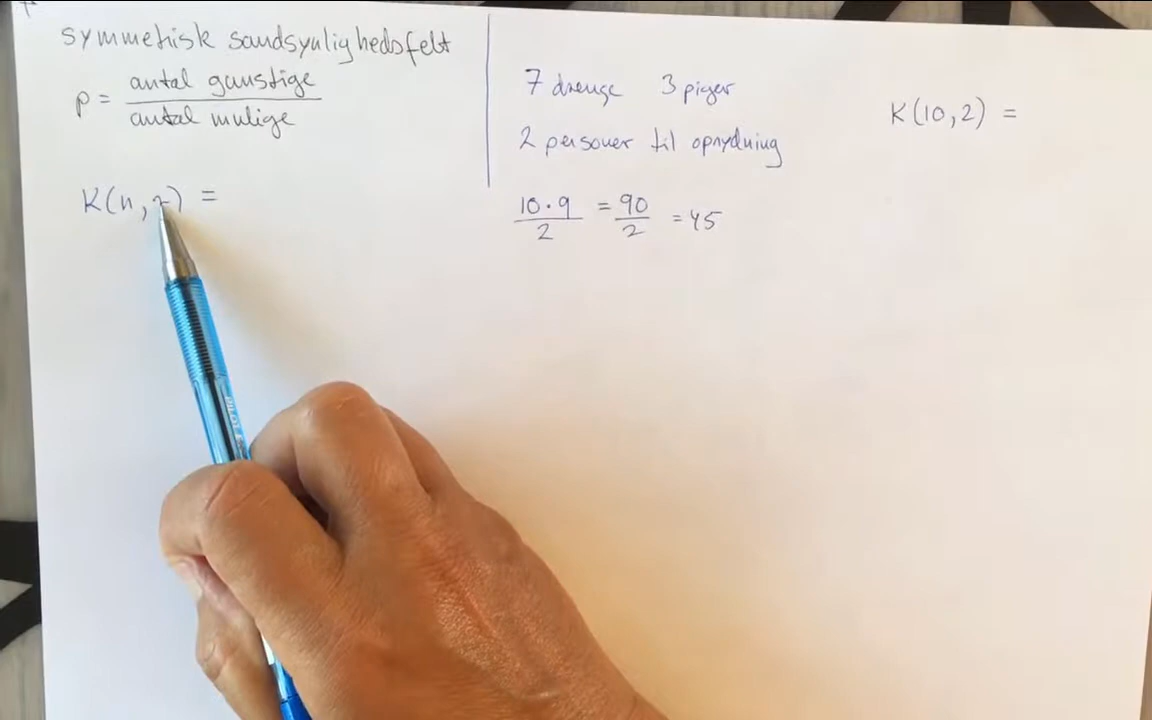 symmetrisk sandsynlighedsfelt
p = antal gunstige
antal mulige
K(n, r) =
7 drenge 3 piger
2 personer til oprydning
10 · 9 / 2 = 90 / 2 = 45
K(10,2) =